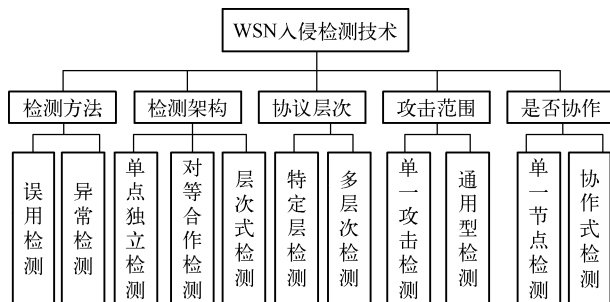 WSN入侵检测技术
检测方法
检测架构
协议层次
攻击范围
是否协作
误用检测
异常检测
单点独立检测
对等合作检测
层次式检测
特定层检测
多层次检测
单一攻击检测
通用型检测
单一节点检测
协作式检测